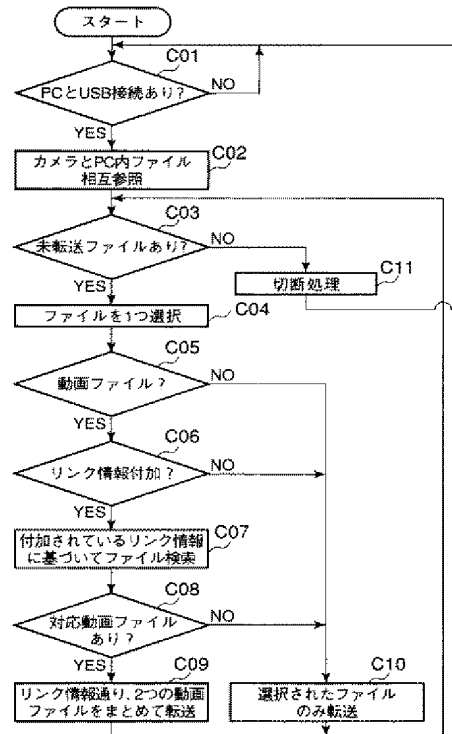 スタート
C01
PCとUSB接続あり?
NO
YES
C02
カメラとPC内ファイル
相互参照
C03
未転送ファイルあり?
NO
YES
C11
切断処理
C04
ファイルを1つ選択
C05
動画ファイル?
NO
YES
C06
リンク情報付加?
NO
YES
C07
付加されているリンク情報
に基づいてファイル検索
C08
対応動画ファイル
あり?
NO
YES
C09
リンク情報通り、2つの動画
ファイルをまとめて転送
C10
選択されたファイル
のみ転送